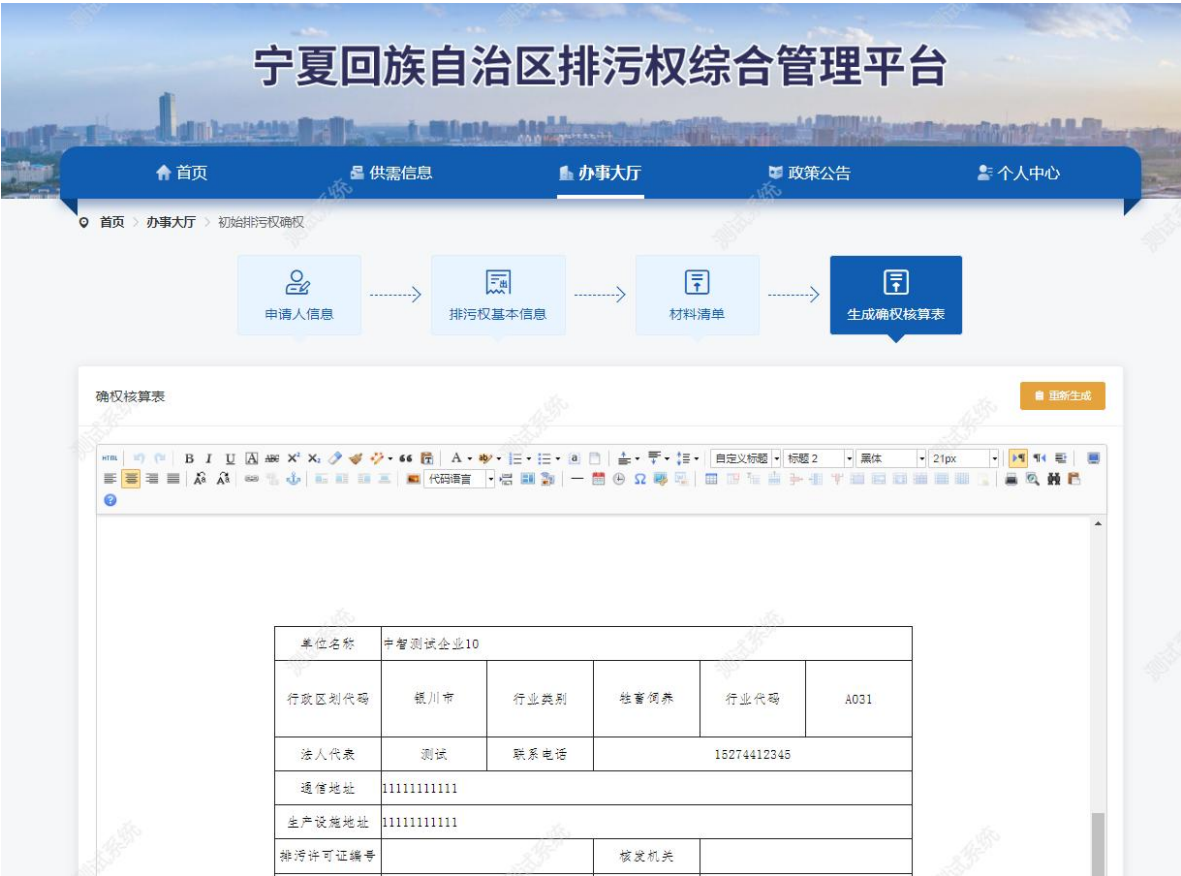 宁夏回族自治区排污权综合管理平台
首页 供需信息 办事大厅 政策公告 个人中心
首页 > 办事大厅 > 初始排污权确权
申请人信息 排污权基本信息 材料清单 生成确权核算表
确权核算表 重新生成
HTML B I U A ABC X² X₂ A 自定义标题 标题 2 黑体 21px
代码语言 Ω
单位名称 中智测试企业10
行政区划代码 银川市 行业类别 牲畜饲养 行业代码 A031
法人代表 测试 联系电话 15274412345
通信地址 11111111111
生产设施地址 11111111111
排污许可证编号 核发机关
测试系统